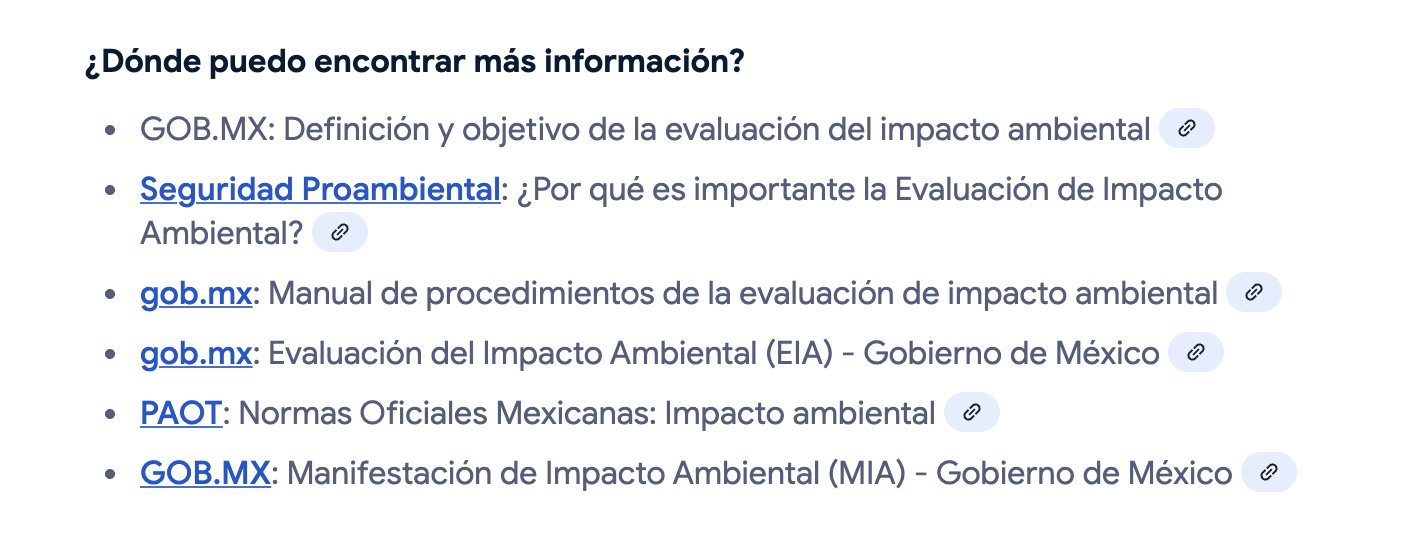 ¿Dónde puedo encontrar más información?
• GOB.MX: Definición y objetivo de la evaluación del impacto ambiental
• Seguridad Proambiental: ¿Por qué es importante la Evaluación de Impacto
Ambiental?
• gob.mx: Manual de procedimientos de la evaluación de impacto ambiental
• gob.mx: Evaluación del Impacto Ambiental (EIA) - Gobierno de México
• PAOT: Normas Oficiales Mexicanas: Impacto ambiental
• GOB.MX: Manifestación de Impacto Ambiental (MIA) - Gobierno de México